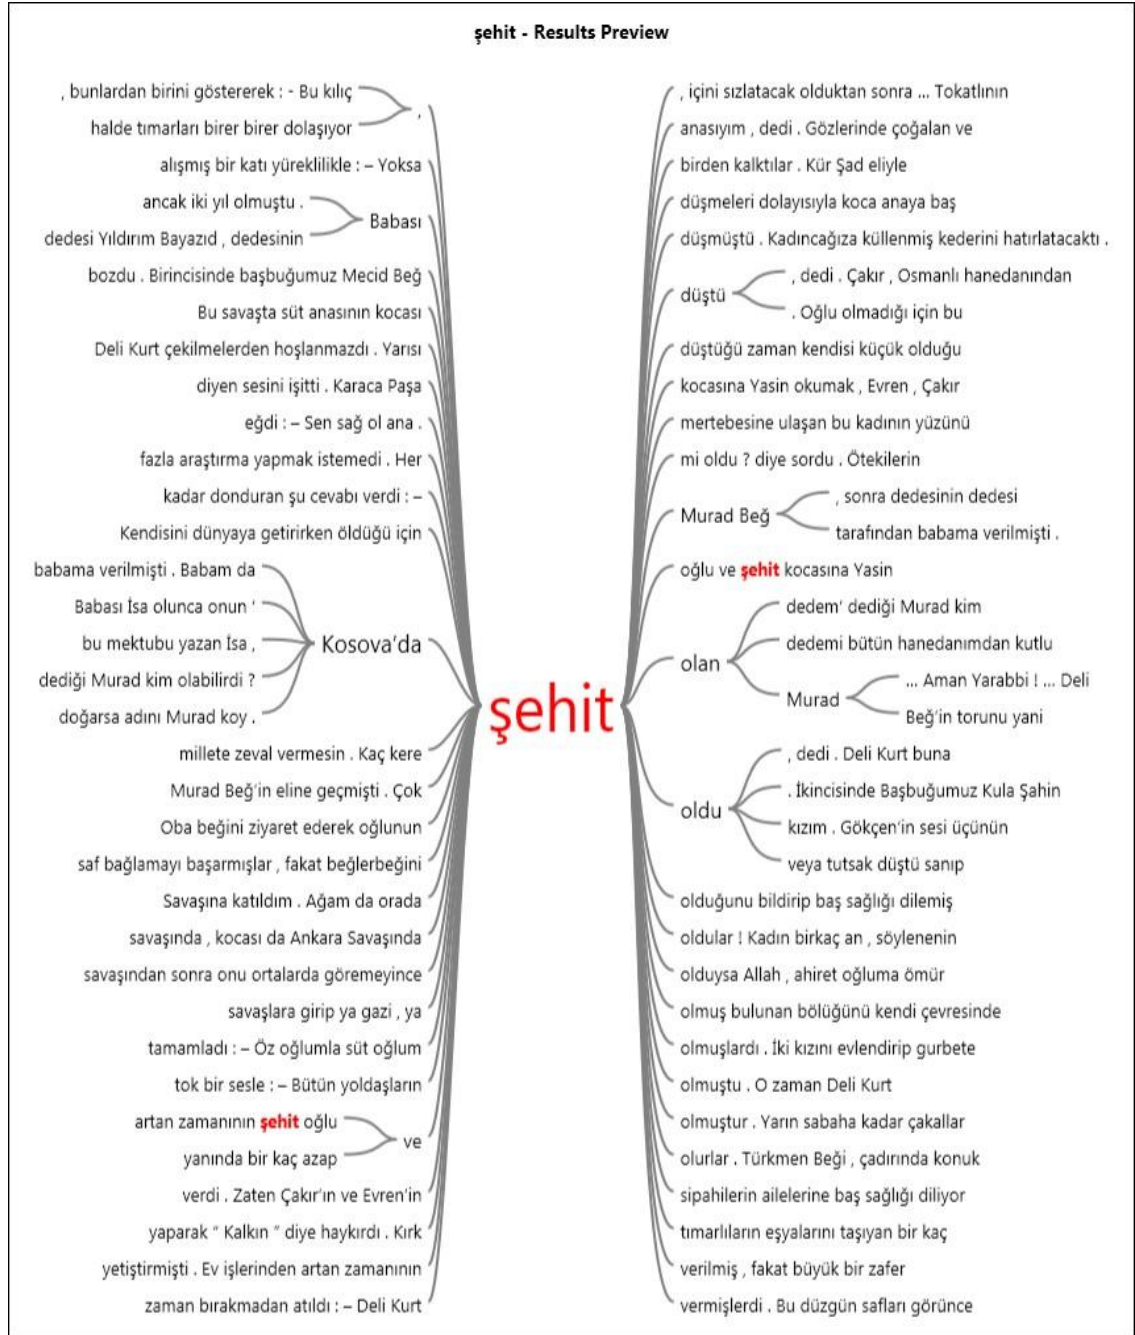 şehit - Results Preview
, bunlardan birini göstererek : - Bu kılıç
halde tımarları birer birer dolaşıyor
,
alışmış bir katı yüreklilikle : – Yoksa
ancak iki yıl olmuştu .
dedesi Yıldırım Bayazıd , dedesinin
Babası
bozdu . Birincisinde başbuğumuz Mecid Beğ
Bu savaşta süt anasının kocası
Deli Kurt çekilmelerden hoşlanmazdı . Yarısı
diyen sesini işitti . Karaca Paşa
eğdi : – Sen sağ ol ana .
fazla araştırma yapmak istemedi . Her
kadar donduran şu cevabı verdi : –
Kendisini dünyaya getirirken öldüğü için
babama verilmişti . Babam da
Babası İsa olunca onun '
bu mektubu yazan İsa ,
dediği Murad kim olabilirdi ?
doğarsa adını Murad koy .
Kosova'da
millete zeval vermesin . Kaç kere
Murad Beğ'in eline geçmişti . Çok
Oba beğini ziyaret ederek oğlunun
saf bağlamayı başarmışlar , fakat beğlerbeğini
Savaşına katıldım . Ağam da orada
savaşında , kocası da Ankara Savaşında
savaşından sonra onu ortalarda göremeyince
savaşlara girip ya gazi , ya
tamamladı : – Öz oğlumla süt oğlum
tok bir sesle : – Bütün yoldaşların
artan zamanının şehit oğlu
yanında bir kaç azap
ve
verdi . Zaten Çakır'ın ve Evren'in
yaparak " Kalkın " diye haykırdı . Kırk
yetiştirmişti . Ev işlerinden artan zamanının
zaman bırakmadan atıldı : – Deli Kurt
şehit
, içini sızlatacak olduktan sonra ... Tokatlının
anasıyım , dedi . Gözlerinde çoğalan ve
birden kalktılar . Kür Şad eliyle
düşmeleri dolayısıyla koca anaya baş
düşmüştü . Kadıncağıza küllenmiş kederini hatırlatacaktı .
düştü
, dedi . Çakır , Osmanlı hanedanından
. Oğlu olmadığı için bu
düştüğü zaman kendisi küçük olduğu
kocasına Yasin okumak , Evren , Çakır
mertebesine ulaşan bu kadının yüzünü
mi oldu ? diye sordu . Ötekilerin
Murad Beğ
, sonra dedesinin dedesi
tarafından babama verilmişti .
oğlu ve şehit kocasına Yasin
olan
dedem' dediği Murad kim
dedemi bütün hanedanımdan kutlu
Murad
... Aman Yarabbi ! ... Deli
Beğ'in torunu yani
oldu
, dedi . Deli Kurt buna
. İkincisinde Başbuğumuz Kula Şahin
kızım . Gökçen'in sesi üçünün
veya tutsak düştü sanıp
olduğunu bildirip baş sağlığı dilemiş
oldular ! Kadın birkaç an , söylenenin
olduysa Allah , ahiret oğluma ömür
olmuş bulunan bölüğünü kendi çevresinde
olmuşlardı . İki kızını evlendirip gurbete
olmuştu . O zaman Deli Kurt
olmuştur . Yarın sabaha kadar çakallar
olurlar . Türkmen Beği , çadırında konuk
sipahilerin ailelerine baş sağlığı diliyor
tımarlıların eşyalarını taşıyan bir kaç
verilmiş , fakat büyük bir zafer
vermişlerdi . Bu düzgün safları görünce